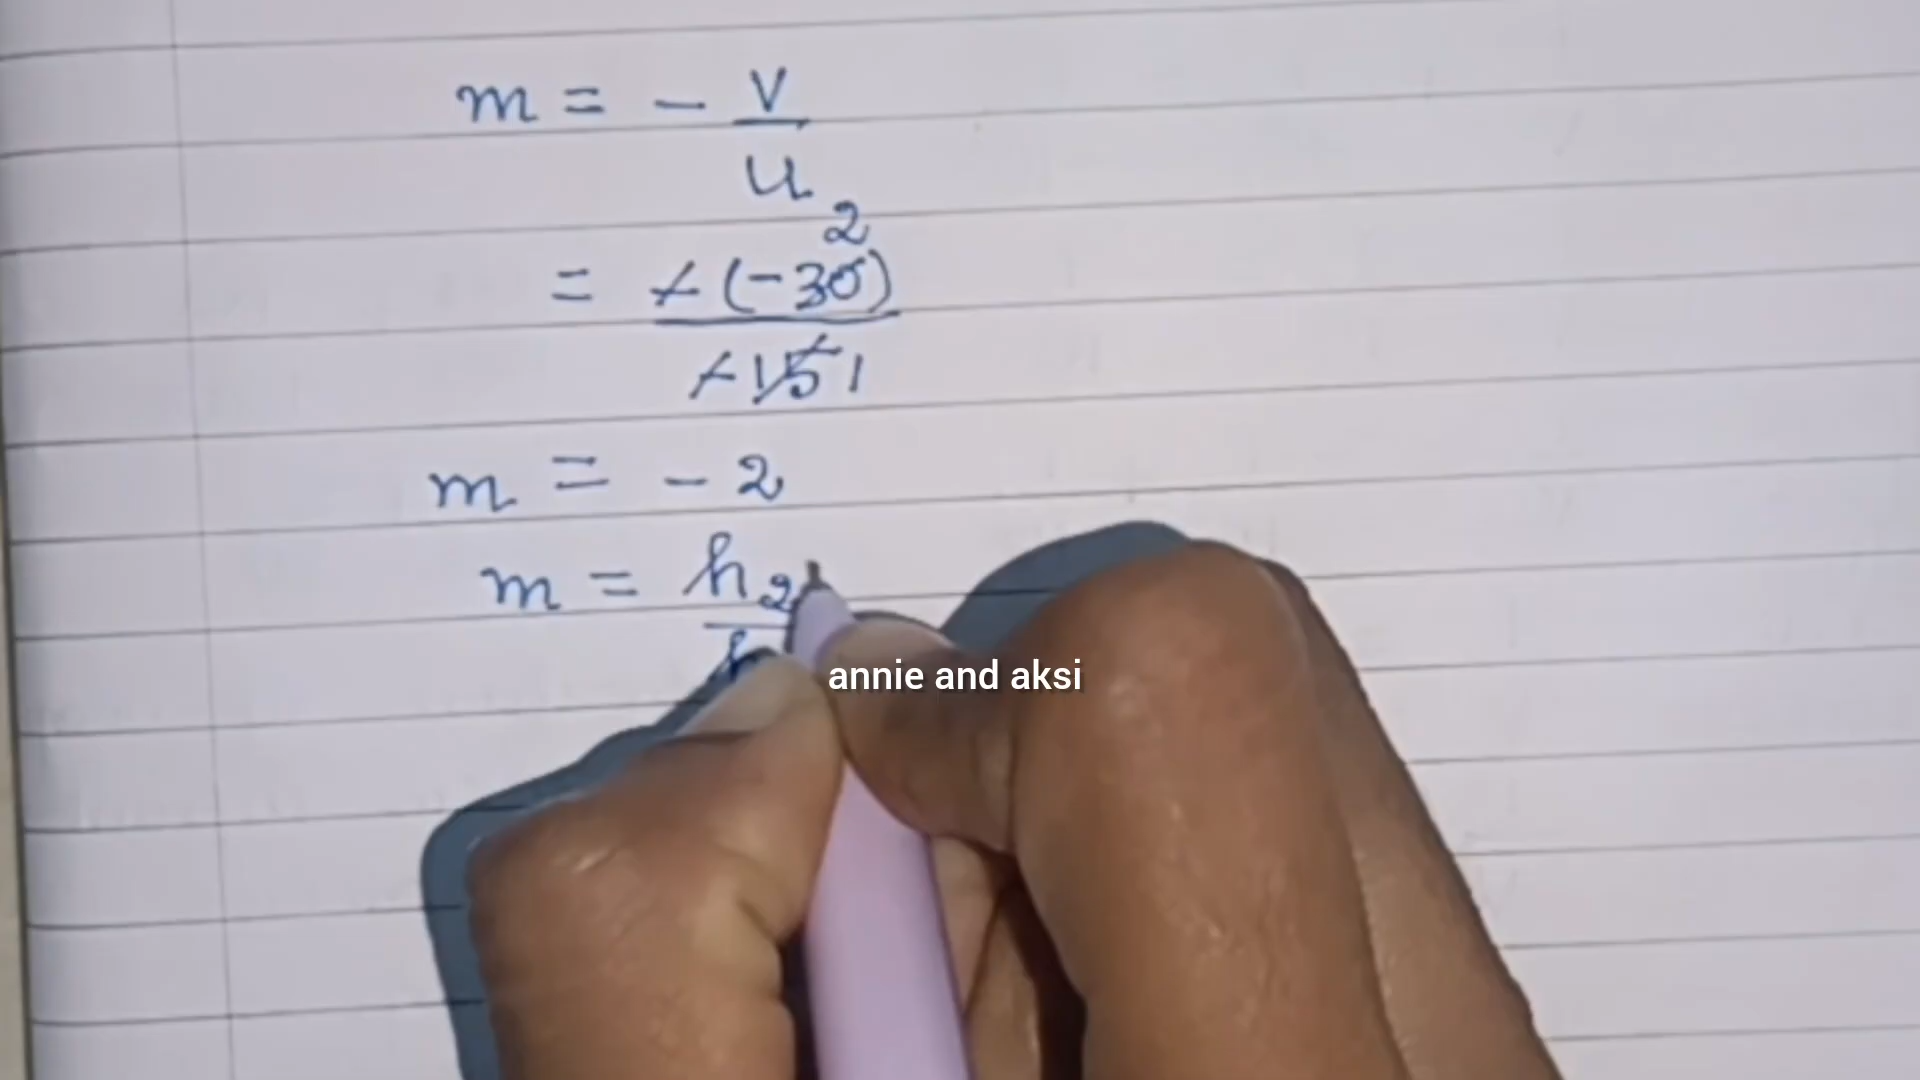 m = - v/u
= -(-30)/-15 2 1
m = - 2
m = h2/h
annie and aksi